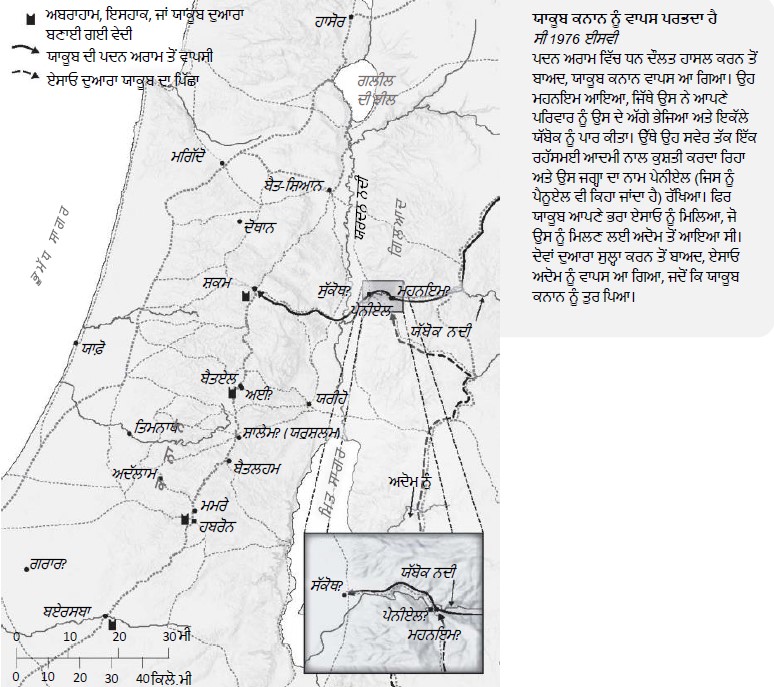 ਅਬਰਾਹਾਮ, ਇਸਹਾਕ, ਜਾਂ ਯਾਕੂਬ ਦੁਆਰਾ
ਬਣਾਈ ਗਈ ਵੇਦੀ
ਯਾਕੂਬ ਦੀ ਪਦਨ ਅਰਾਮ ਤੋਂ ਵਾਪਸੀ
ਏਸਾਓ ਦੁਆਰਾ ਯਾਕੂਬ ਦਾ ਪਿੱਛਾ
ਯਾਕੂਬ ਕਨਾਨ ਨੂੰ ਵਾਪਸ ਪਰਤਦਾ ਹੈ
ਸੀ 1976 ਈਸਵੀ
ਪਦਨ ਅਰਾਮ ਵਿੱਚ ਧਨ ਦੌਲਤ ਹਾਸਲ ਕਰਨ ਤੋਂ
ਬਾਅਦ, ਯਾਕੂਬ ਕਨਾਨ ਵਾਪਸ ਆ ਗਿਆ। ਉਹ
ਮਹਨਇਮ ਆਇਆ, ਜਿੱਥੇ ਉਸ ਨੇ ਆਪਣੇ
ਪਰਿਵਾਰ ਨੂੰ ਉਸ ਦੇ ਅੱਗੇ ਭੇਜਿਆ ਅਤੇ ਇਕੱਲੇ
ਯੱਬੋਕ ਨੂੰ ਪਾਰ ਕੀਤਾ। ਉੱਥੇ ਉਹ ਸਵੇਰ ਤੱਕ ਇੱਕ
ਰਹੱਸਮਈ ਆਦਮੀ ਨਾਲ ਕੁਸ਼ਤੀ ਕਰਦਾ ਰਿਹਾ
ਅਤੇ ਉਸ ਜਗ੍ਹਾ ਦਾ ਨਾਮ ਪੇਨੀਏਲ (ਜਿਸ ਨੂੰ
ਪੈਨੂਏਲ ਵੀ ਕਿਹਾ ਜਾਂਦਾ ਹੈ) ਰੱਖਿਆ। ਫਿਰ
ਯਾਕੂਬ ਆਪਣੇ ਭਰਾ ਏਸਾਓ ਨੂੰ ਮਿਲਿਆ, ਜੋ
ਉਸ ਨੂੰ ਮਿਲਣ ਲਈ ਅਦੋਮ ਤੋਂ ਆਇਆ ਸੀ।
ਦੋਵਾਂ ਦੁਆਰਾ ਸੁਲ੍ਹਾ ਕਰਨ ਤੋਂ ਬਾਅਦ, ਏਸਾਓ
ਅਦੋਮ ਨੂੰ ਵਾਪਸ ਆ ਗਿਆ, ਜਦੋਂ ਕਿ ਯਾਕੂਬ
ਕਨਾਨ ਨੂੰ ਤੁਰ ਪਿਆ।
ਹਾਸੋਰ
ਗਲੀਲ
ਦੀ ਝੀਲ
ਮਗਿੱਦੋ
ਬੈਤ-ਸ਼ਿਆਨ
ਯਰਦਨ ਨਦੀ
ਗਿਲਆਦ
ਭੂਮੱਧ ਸਾਗਰ
ਦੋਥਾਨ
ਸ਼ਕਮ
ਸੁੱਕੋਥ?
ਮਹਨਇਮ?
ਪੇਨੀਏਲ
ਯੱਬੋਕ ਨਦੀ
ਯਾਫ਼ੋ
ਬੈਤਏਲ
ਅਈ?
ਯਰੀਹੋ
ਤਿਮਨਾਥ
ਸ਼ਾਲੇਮ? (ਯਰੂਸ਼ਲਮ)
ਅਦੱਲਾਮ
ਬੈਤਲਹਮ
ਮ੍ਰਿਤ ਸਾਗਰ
ਅਦੋਮ ਨੂੰ
ਮਮਰੇ
ਹਬਰੋਨ
ਗਰਾਰ?
ਬਏਰਸਬਾ
ਸੱਕੋਥ?
ਯੱਬੋਕ ਨਦੀ
ਪੇਨੀਏਲ?
ਮਹਨਇਮ?
0 10 20 30 ਮੀ
0 10 20 30 40 ਕਿਲੋ.ਮੀ